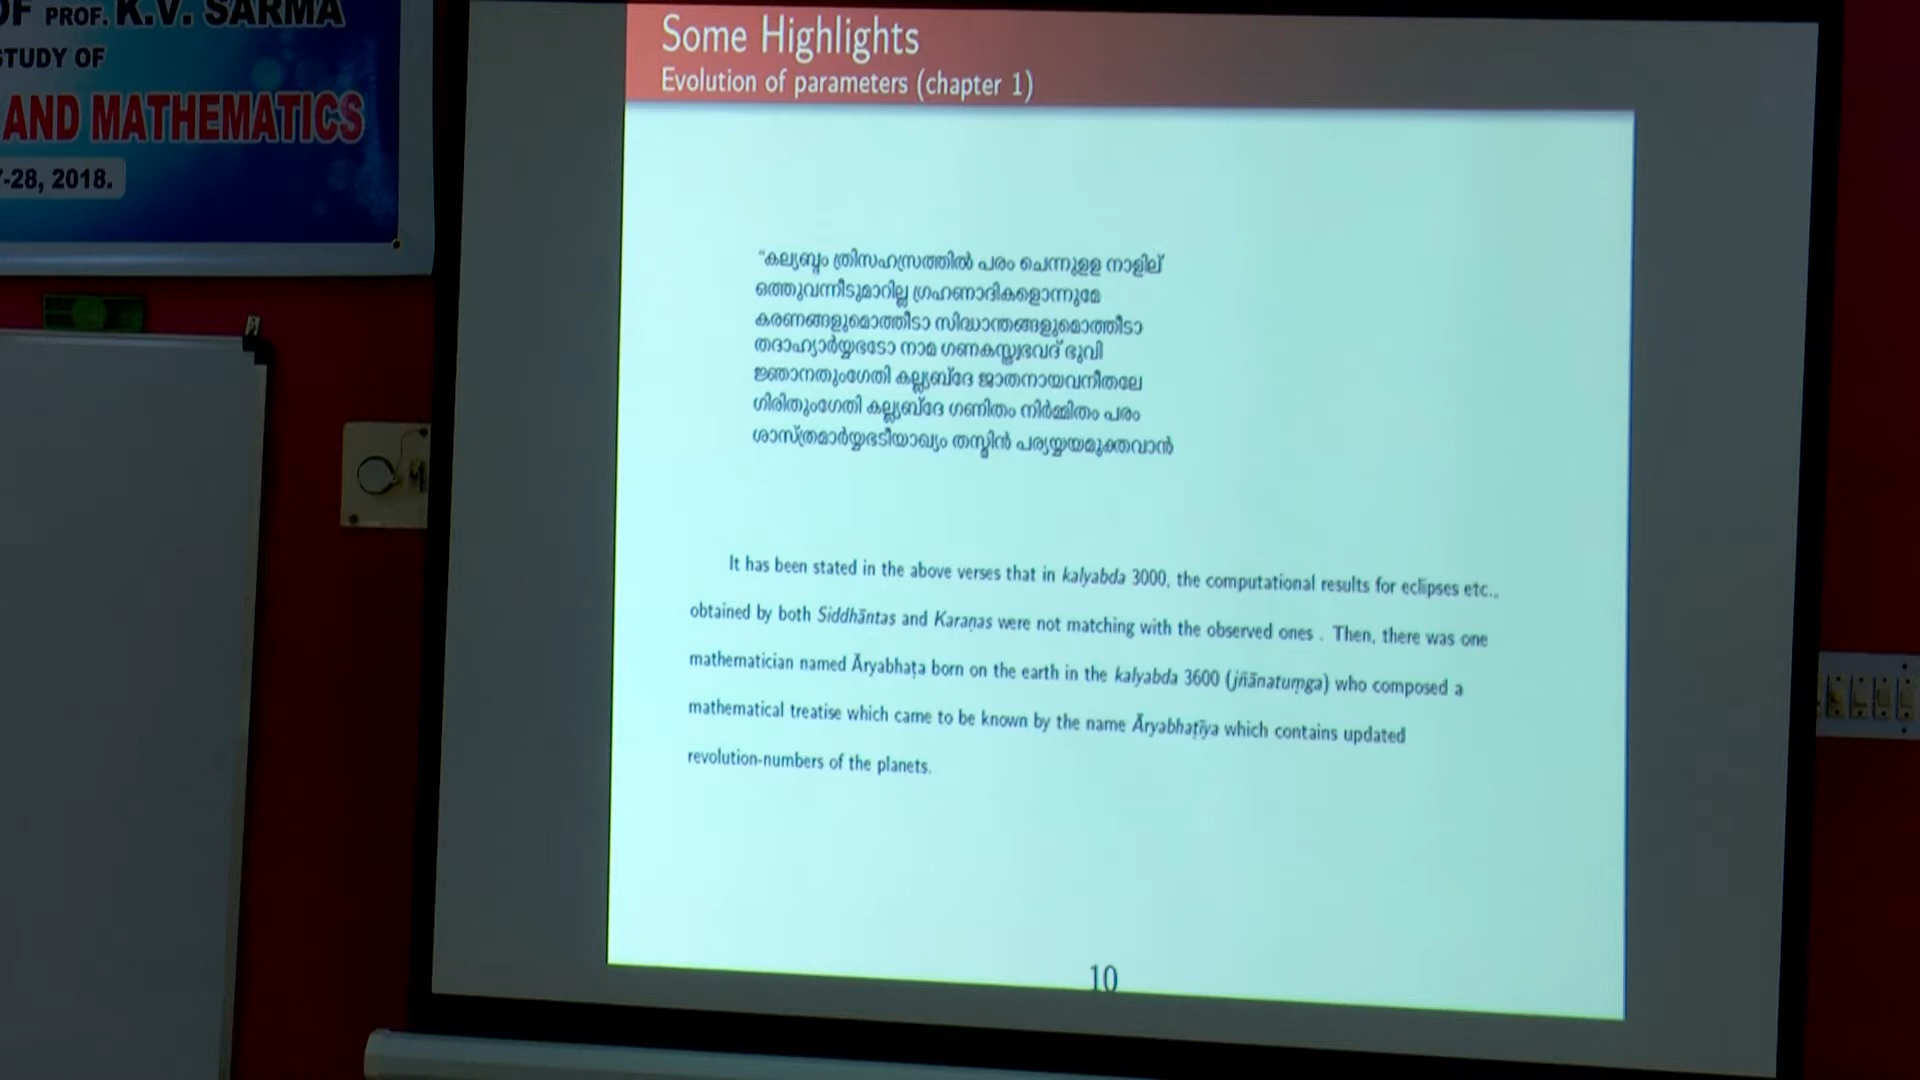 OF PROF. K.V. SARMA
STUDY OF
AND MATHEMATICS
7-28, 2018.
Some Highlights
Evolution of parameters (chapter 1)
“കല്യബ്ദം ത്രിസഹസ്രത്തിൽ പരം ചെന്നുളള നാളില്
ഒത്തുവന്നീടുമാറില്ല ഗ്രഹണാദികളൊന്നുമേ
കരണങ്ങളുമൊത്തീടാ സിദ്ധാന്തങ്ങളുമൊത്തീടാ
തദാഹ്യാർയ്യഭടോ നാമ ഗണകസ്ത്വഭവദ് ഭുവി
ജ്ഞാനതുംഗേതി കല്ല്യബ്ദേ ജാതനായവനീതലേ
ഗിരിതുംഗേതി കല്ല്യബ്ദേ ഗണിതം നിർമ്മിതം പരം
ശാസ്ത്രമാർയ്യഭടീയാഖ്യം തസ്മിൻ പര്യയ്യയമുക്തവാൻ
It has been stated in the above verses that in kalyabda 3000, the computational results for eclipses etc.,
obtained by both Siddhāntas and Karaṇas were not matching with the observed ones . Then, there was one
mathematician named Āryabhaṭa born on the earth in the kalyabda 3600 (jñānatuṃga) who composed a
mathematical treatise which came to be known by the name Āryabhaṭīya which contains updated
revolution-numbers of the planets.
10